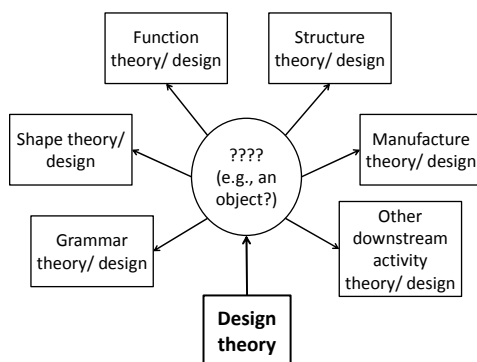 Function
theory/ design
Structure
theory/ design
Shape theory/
design
????
(e.g., an
object?)
Manufacture
theory/ design
Grammar
theory/ design
Other
downstream
activity
theory/ design
Design
theory